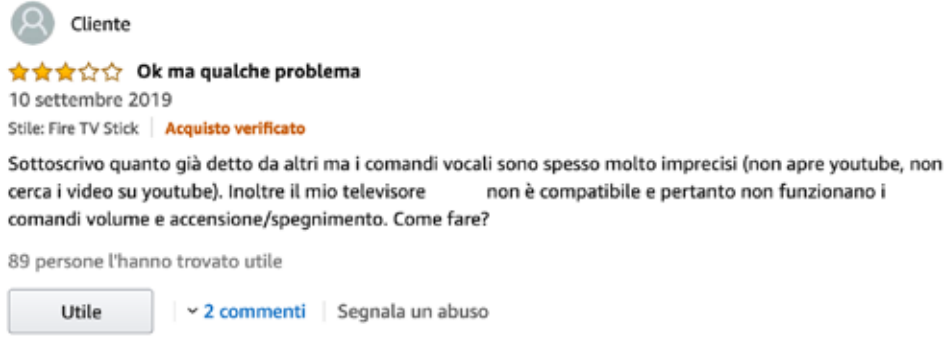 Cliente
Ok ma qualche problema
10 settembre 2019
Stile: Fire TV Stick | Acquisto verificato
Sottoscrivo quanto già detto da altri ma i comandi vocali sono spesso molto imprecisi (non apre youtube, non
cerca i video su youtube). Inoltre il mio televisore non è compatibile e pertanto non funzionano i
comandi volume e accensione/spegnimento. Come fare?
89 persone l'hanno trovato utile
Utile | 2 commenti | Segnala un abuso